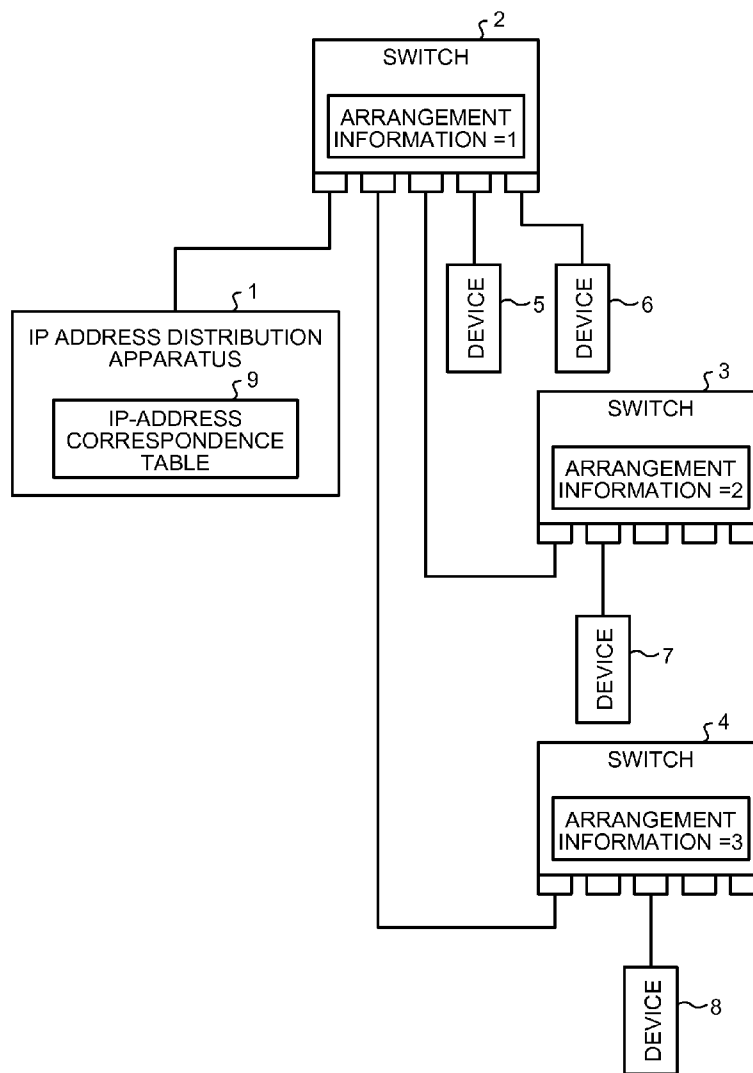 2
SWITCH
ARRANGEMENT
INFORMATION =1
DEVICE
5
DEVICE
6
1
IP ADDRESS DISTRIBUTION
APPARATUS
9
IP-ADDRESS
CORRESPONDENCE
TABLE
3
SWITCH
ARRANGEMENT
INFORMATION =2
DEVICE
7
4
SWITCH
ARRANGEMENT
INFORMATION =3
DEVICE
8